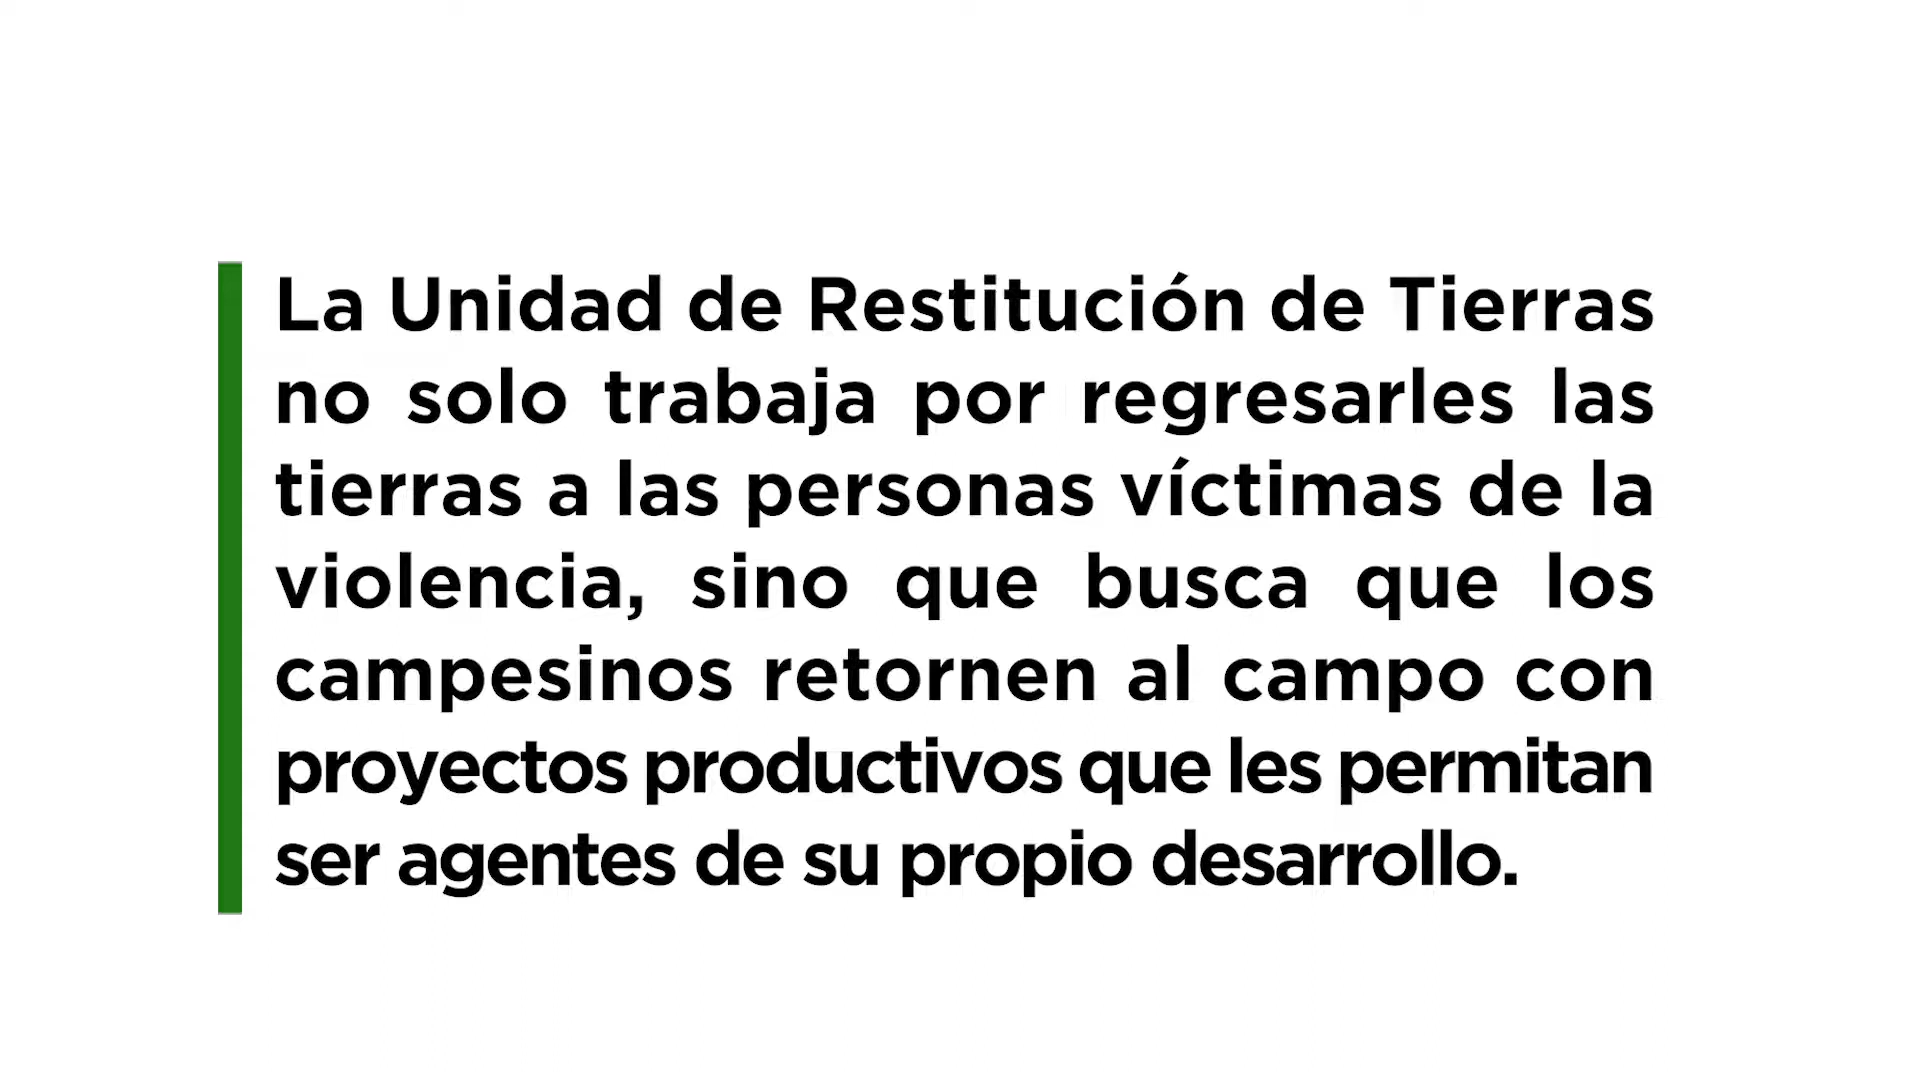 La Unidad de Restitución de Tierras
no solo trabaja por regresarles las
tierras a las personas víctimas de la
violencia, sino que busca que los
campesinos retornen al campo con
proyectos productivos que les permitan
ser agentes de su propio desarrollo.